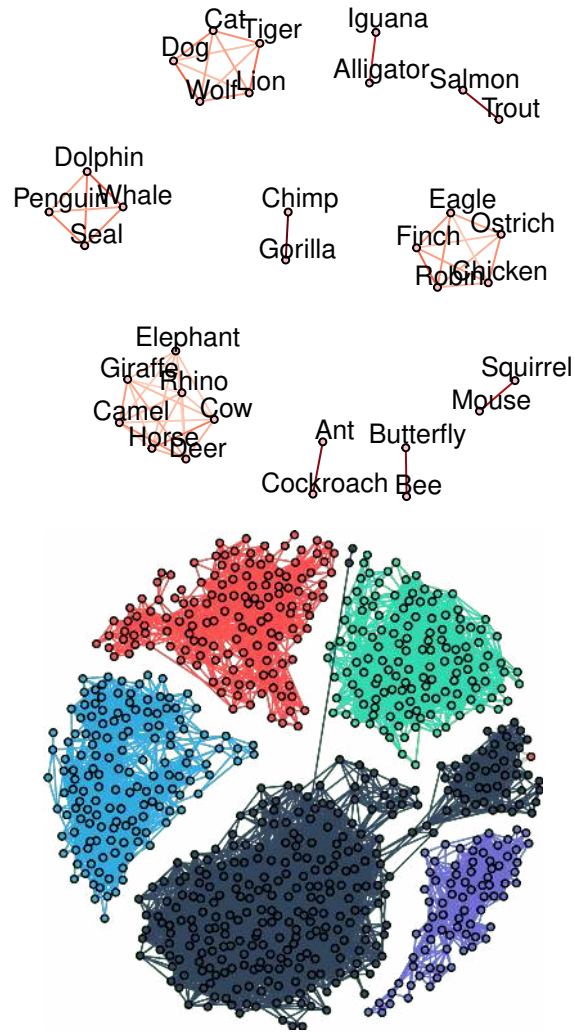 Cat
Tiger
Dog
Wolf
Lion
Iguana
Alligator
Salmon
Trout
Dolphin
Penguin
Whale
Seal
Chimp
Gorilla
Eagle
Ostrich
Finch
Robin
Chicken
Elephant
Giraffe
Rhino
Camel
Cow
Horse
Deer
Ant
Cockroach
Butterfly
Bee
Squirrel
Mouse